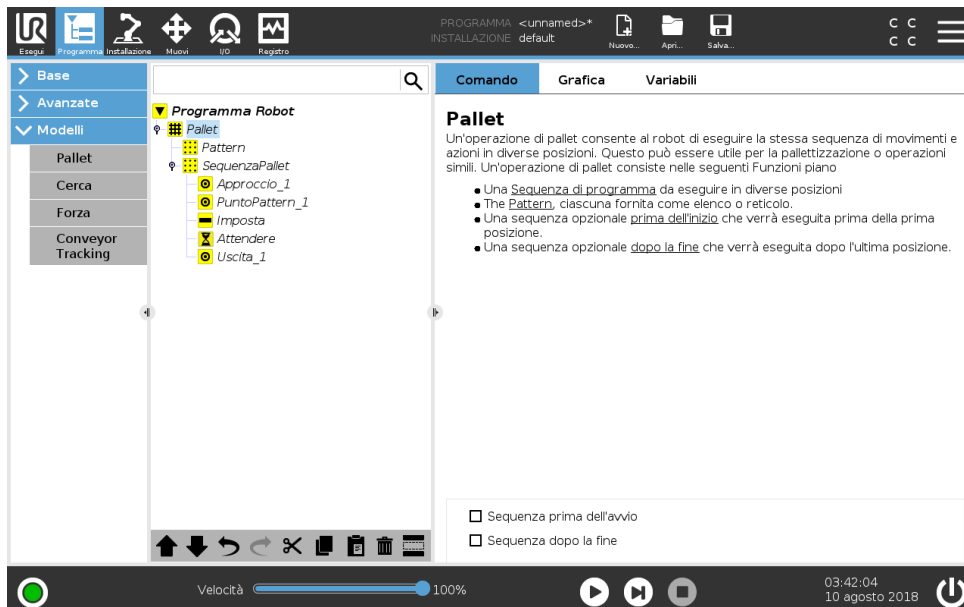 UR
PROGRAMMA <unnamed>*
INSTALLAZIONE default
Esegui Programma Installazione Muovi I/O Registro
Nuovo... Apri... Salva...
C C
C C
Base
Avanzate
Modelli
Pallet
Cerca
Forza
Conveyor
Tracking
Programma Robot
Pallet
Pattern
SequenzaPallet
Approccio_1
PuntoPattern_1
Imposta
Attendere
Uscita_1
Comando Grafica Variabili
Pallet
Un'operazione di pallet consente al robot di eseguire la stessa sequenza di movimenti e
azioni in diverse posizioni. Questo può essere utile per la pallettizzazione o operazioni
simili. Un'operazione di pallet consiste nelle seguenti Funzioni piano
Una Sequenza di programma da eseguire in diverse posizioni
The Pattern, ciascuna fornita come elenco o reticolo.
Una sequenza opzionale prima dell'inizio che verrà eseguita prima della prima
posizione.
Una sequenza opzionale dopo la fine che verrà eseguita dopo l'ultima posizione.
Sequenza prima dell'avvio
Sequenza dopo la fine
Velocità 100%
03:42:04
10 agosto 2018